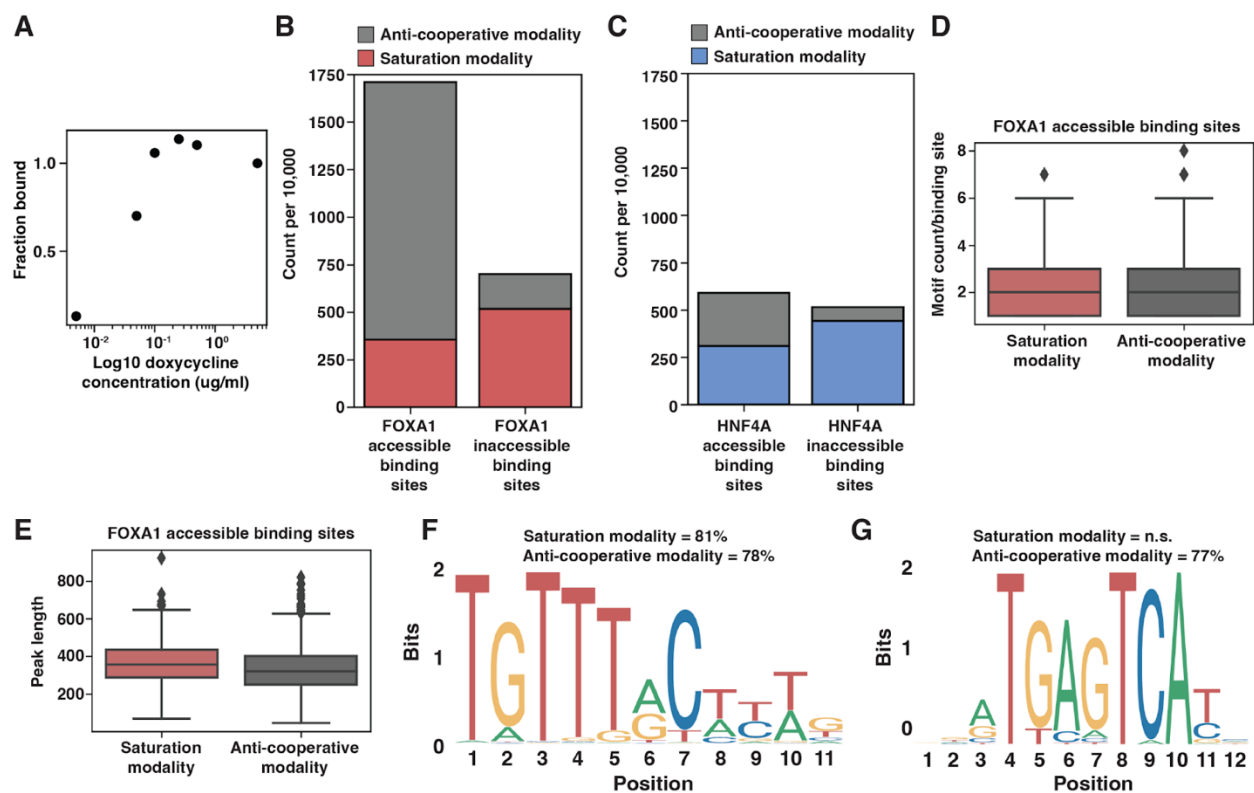 A
Fraction bound
1.0
0.5
10⁻² 10⁻¹ 10⁰
Log10 doxycycline
concentration (ug/ml)
B
Anti-cooperative modality
Saturation modality
Count per 10,000
1750
1500
1250
1000
750
500
250
0
FOXA1
accessible
binding
sites
FOXA1
inaccessible
binding
sites
C
Anti-cooperative modality
Saturation modality
Count per 10,000
1750
1500
1250
1000
750
500
250
0
HNF4A
accessible
binding
sites
HNF4A
inaccessible
binding
sites
D
FOXA1 accessible binding sites
Motif count/binding site
8
6
4
2
Saturation
modality
Anti-cooperative
modality
E
FOXA1 accessible binding sites
Peak length
800
600
400
200
Saturation
modality
Anti-cooperative
modality
F
Saturation modality = 81%
Anti-cooperative modality = 78%
Bits
2
1
0
TGTTTACTTT
1 2 3 4 5 6 7 8 9 10 11
Position
G
Saturation modality = n.s.
Anti-cooperative modality = 77%
Bits
2
1
0
ATGAGTCAT
1 2 3 4 5 6 7 8 9 10 11 12
Position